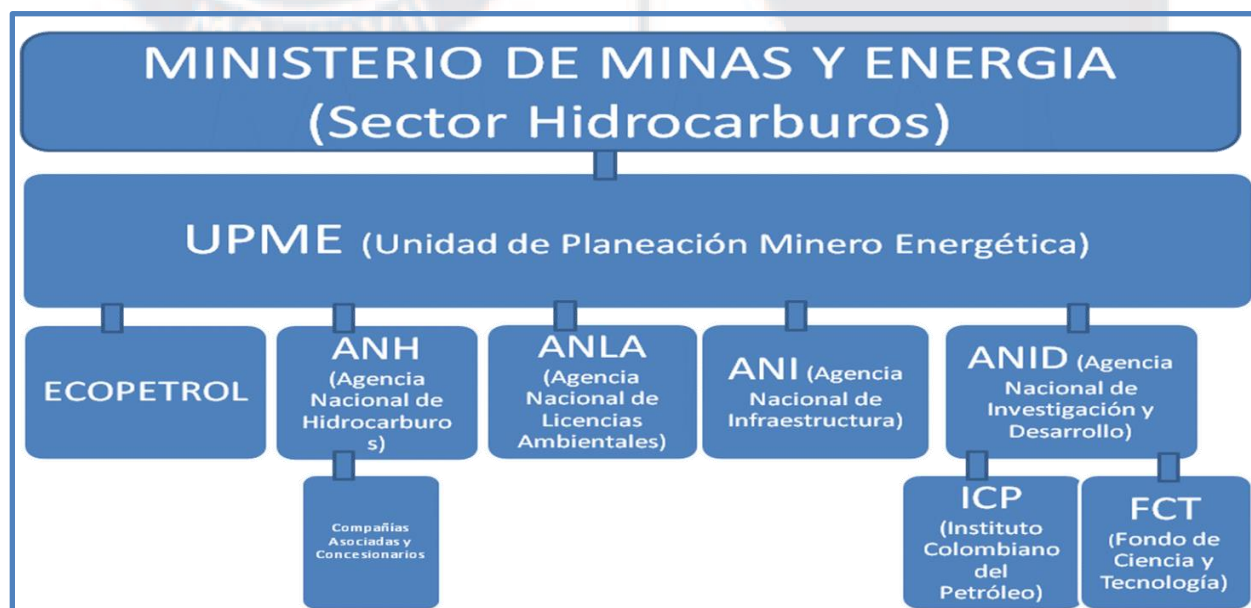 MINISTERIO DE MINAS Y ENERGIA
(Sector Hidrocarburos)
UPME (Unidad de Planeación Minero Energética)
ECOPETROL
ANH
(Agencia
Nacional de
Hidrocarburo
s)
ANLA
(Agencia
Nacional de
Licencias
Ambientales)
ANI (Agencia
Nacional de
Infraestructura)
ANID (Agencia
Nacional de
Investigación y
Desarrollo)
Compañias
Asociadas y
Concesionarios
ICP
(Instituto
Colombiano
del
Petróleo)
FCT
(Fondo de
Ciencia y
Tecnología)